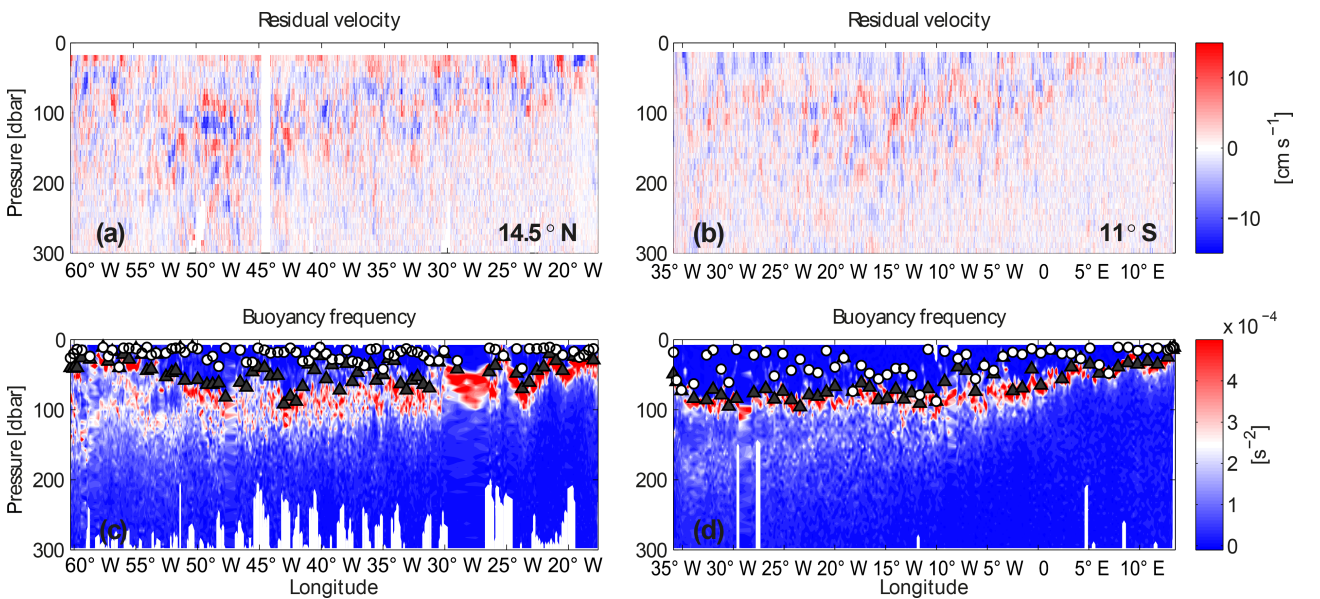 Residual velocity
Residual velocity
0
100
200
300
Pressure [dbar]
(a)
14.5° N
60° W 55° W 50° W 45° W 40° W 35° W 30° W 25° W 20° W
0
100
200
300
(b)
11° S
35° W 30° W 25° W 20° W 15° W 10° W 5° W 0 5° E 10° E
10
0
−10
[cm s−1]
Buoyancy frequency
Buoyancy frequency
0
100
200
300
Pressure [dbar]
(c)
60° W 55° W 50° W 45° W 40° W 35° W 30° W 25° W 20° W
Longitude
0
100
200
300
(d)
35° W 30° W 25° W 20° W 15° W 10° W 5° W 0 5° E 10° E
Longitude
x 10−4
4
3
2
1
0
[s−2]